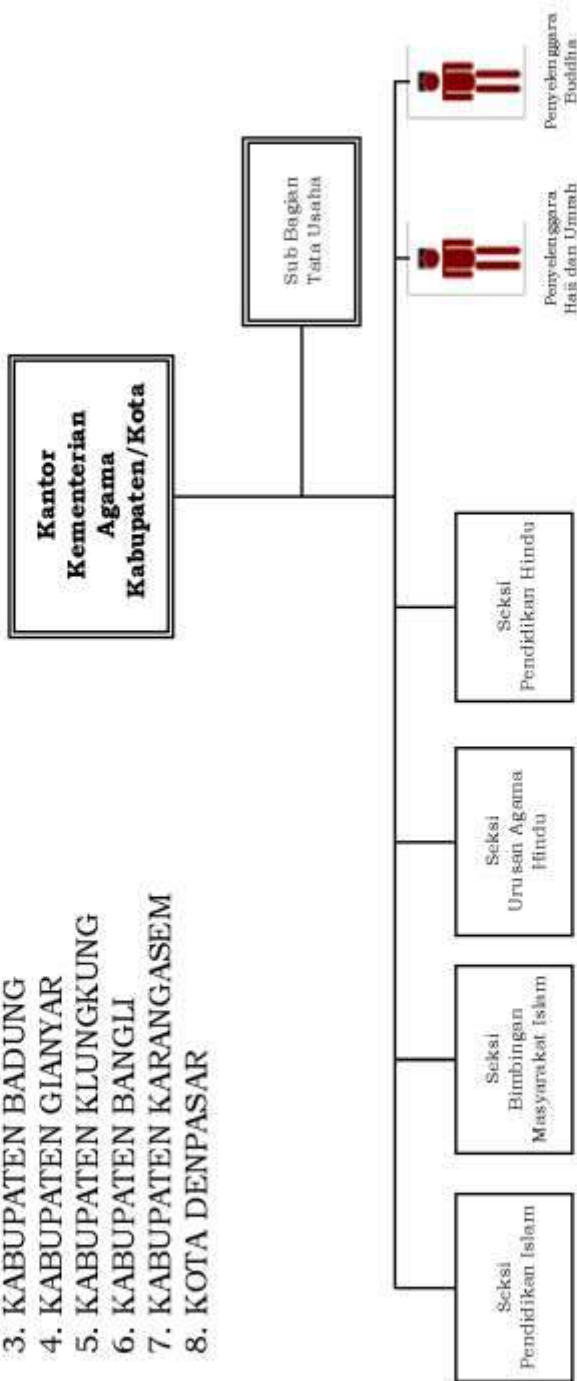 3. KABUPATEN BADUNG
4. KABUPATEN GIANYAR
5. KABUPATEN KLUNGKUNG
6. KABUPATEN BANGLI
7. KABUPATEN KARANGASEM
8. KOTA DENPASAR
Kantor
Kementerian
Agama
Kabupaten/Kota
Sub Bagian
Tata Usaha
Seksi
Pendidikan Islam
Seksi
Bimbingan
Masyarakat Islam
Seksi
Urusan Agama
Hindu
Seksi
Pendidikan Hindu
Penyelenggara
Haji dan Umrah
Penyelenggara
Buddha